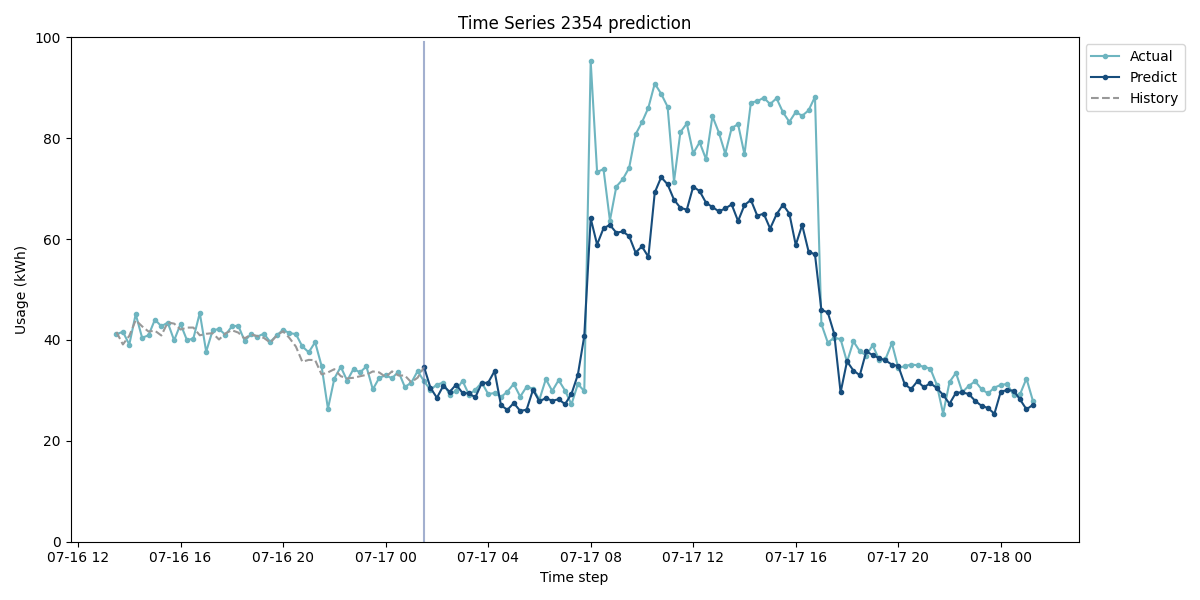 Time Series 2354 prediction
Usage (kWh)
100
80
60
40
20
0
07-16 12
07-16 16
07-16 20
07-17 00
07-17 04
07-17 08
07-17 12
07-17 16
07-17 20
07-18 00
Time step
Actual
Predict
History